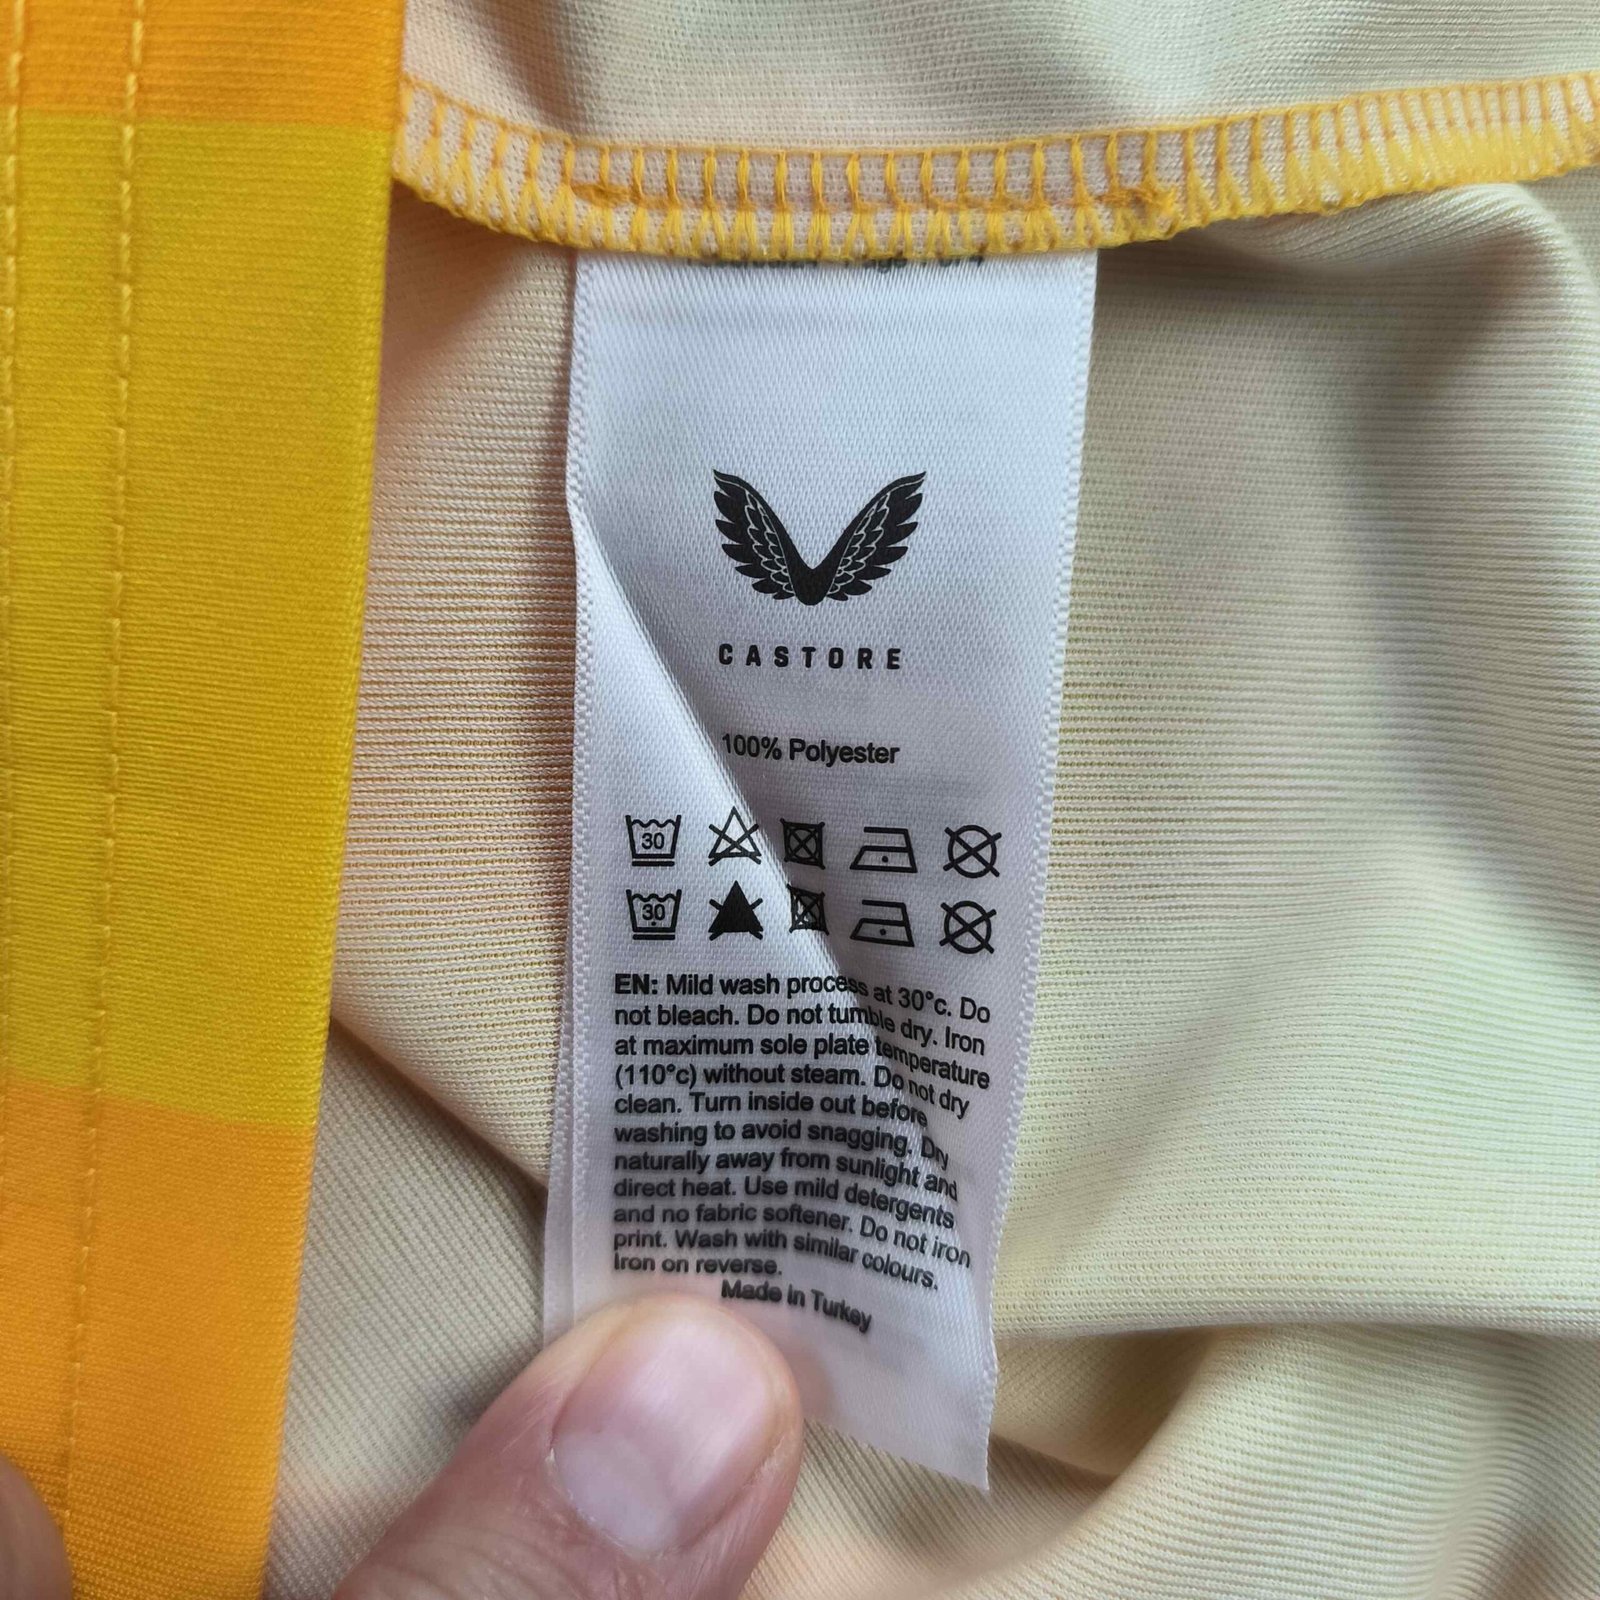 CASTORE
100% Polyester
30
30
EN: Mild wash process at 30°c. Do
not bleach. Do not tumble dry. Iron
at maximum sole plate temperature
(110°c) without steam. Do not dry
clean. Turn inside out before
washing to avoid snagging. Dry
naturally away from sunlight and
direct heat. Use mild detergents
and no fabric softener. Do not iron
print. Wash with similar colours.
Iron on reverse.
Made in Turkey